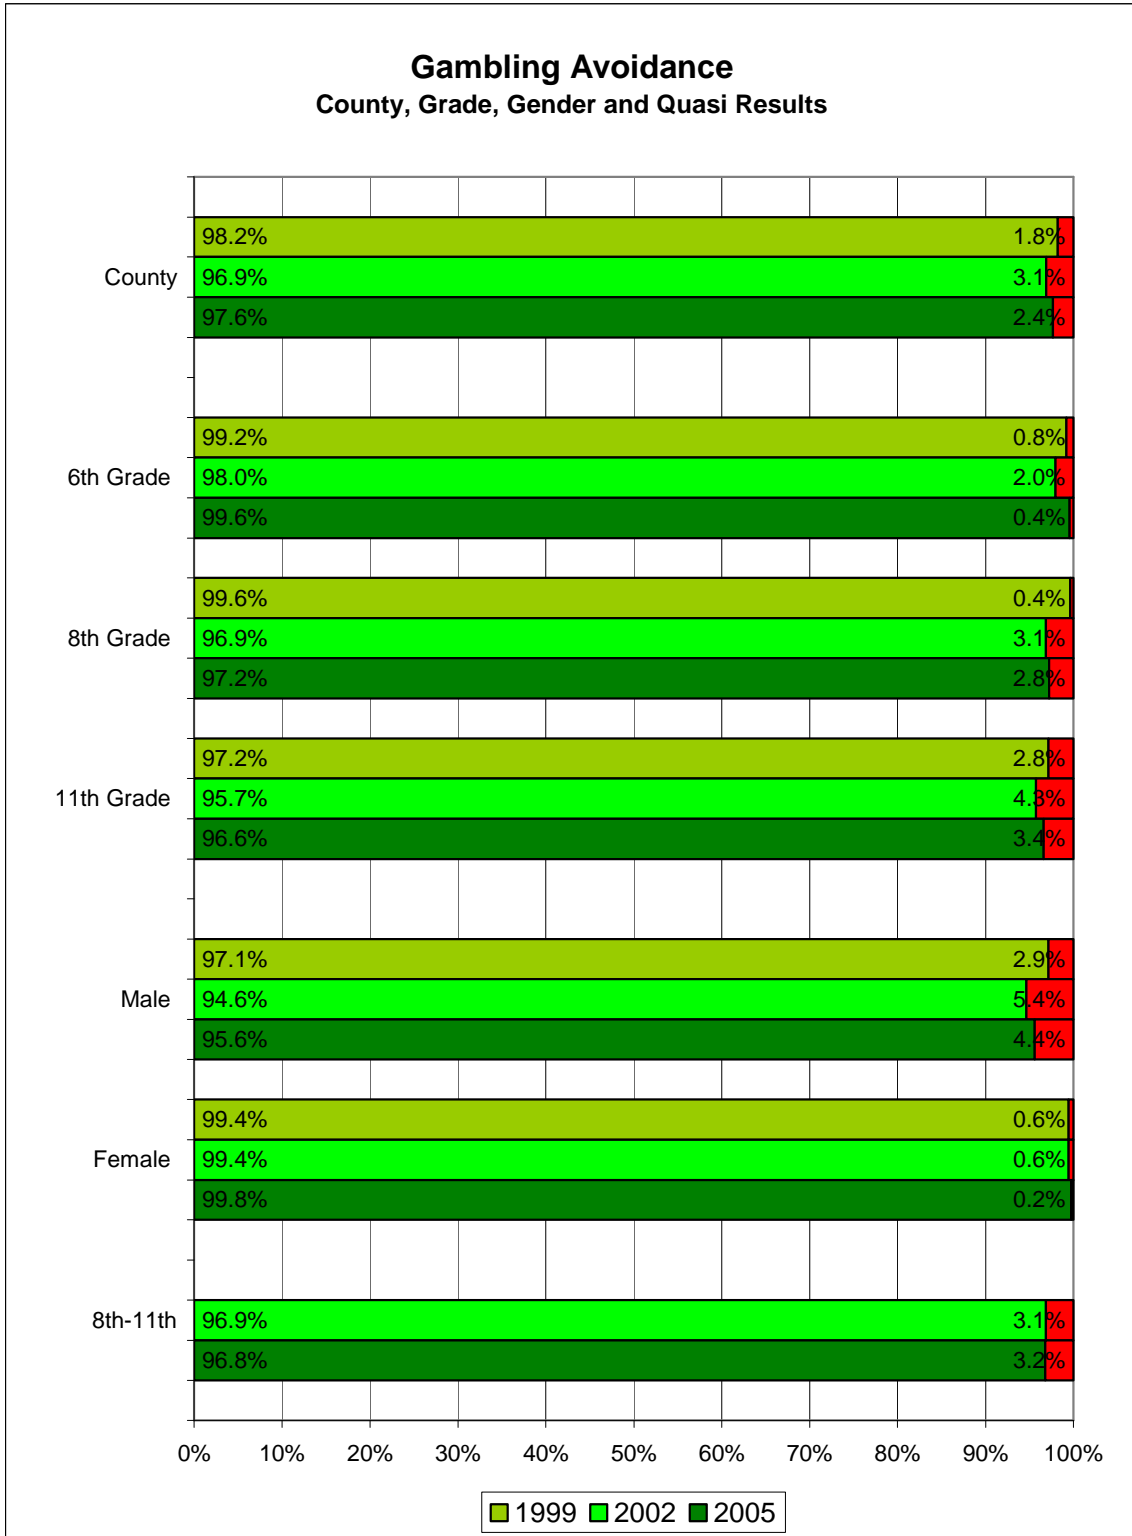 Gambling Avoidance
County, Grade, Gender and Quasi Results
98.2% 1.8%
County 96.9% 3.1%
97.6% 2.4%
99.2% 0.8%
6th Grade 98.0% 2.0%
99.6% 0.4%
99.6% 0.4%
8th Grade 96.9% 3.1%
97.2% 2.8%
97.2% 2.8%
11th Grade 95.7% 4.3%
96.6% 3.4%
97.1% 2.9%
Male 94.6% 5.4%
95.6% 4.4%
99.4% 0.6%
Female 99.4% 0.6%
99.8% 0.2%
8th-11th 96.9% 3.1%
96.8% 3.2%
0% 10% 20% 30% 40% 50% 60% 70% 80% 90% 100%
1999 2002 2005